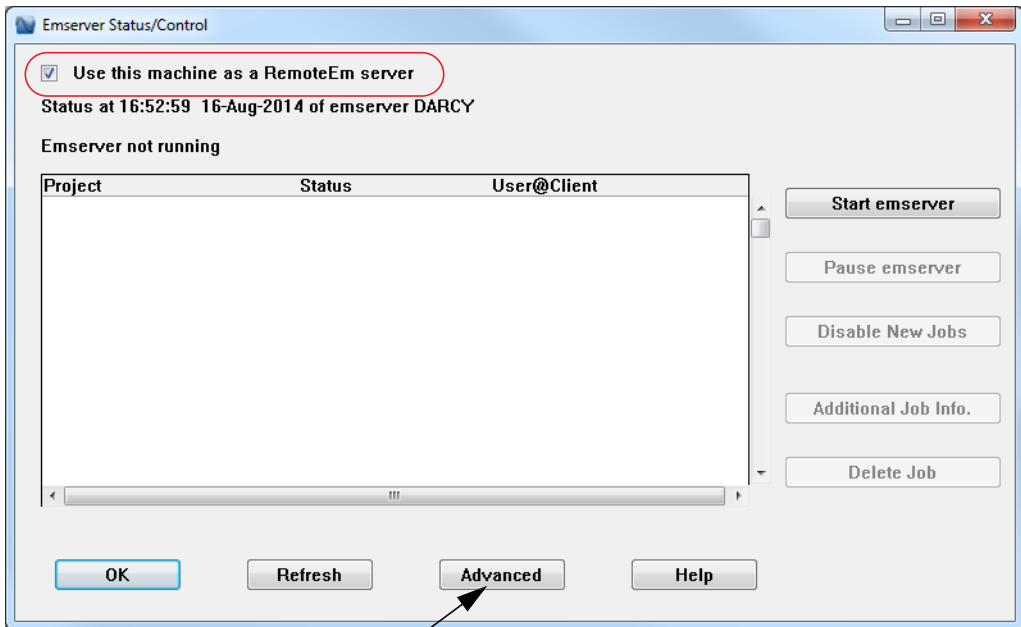 Emserver Status/Control
Use this machine as a RemoteEm server
Status at 16:52:59 16-Aug-2014 of emserver DARCY
Emserver not running
Project Status User@Client
Start emserver
Pause emserver
Disable New Jobs
Additional Job Info.
Delete Job
OK Refresh Advanced Help